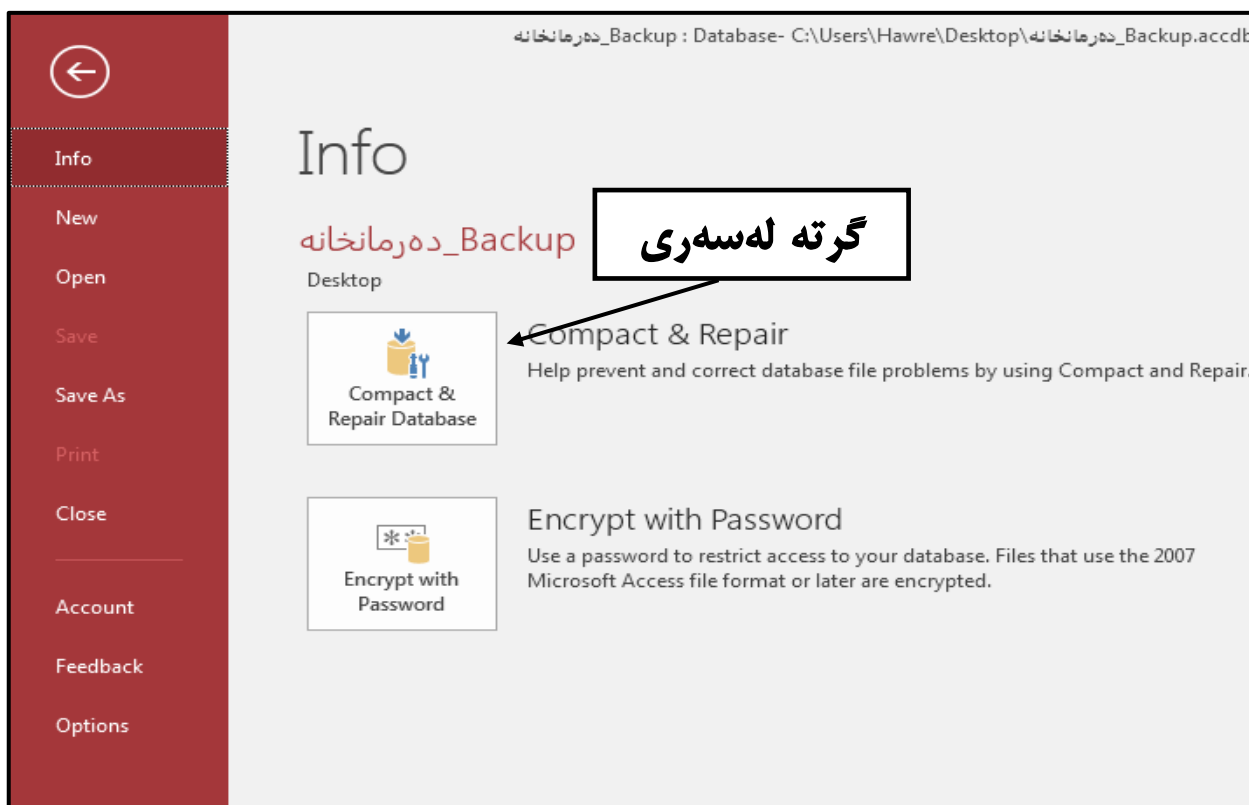 دەرمانخانە_Backup : Database- C:\Users\Hawre\Desktop\دەرمانخانە_Backup.accdb
Info
New
Open
Save
Save As
Print
Close
Account
Feedback
Options
Info
دەرمانخانە_Backup
Desktop
گرتە لەسەری
Compact &
Repair Database
Compact & Repair
Help prevent and correct database file problems by using Compact and Repair.
Encrypt with
Password
Encrypt with Password
Use a password to restrict access to your database. Files that use the 2007
Microsoft Access file format or later are encrypted.